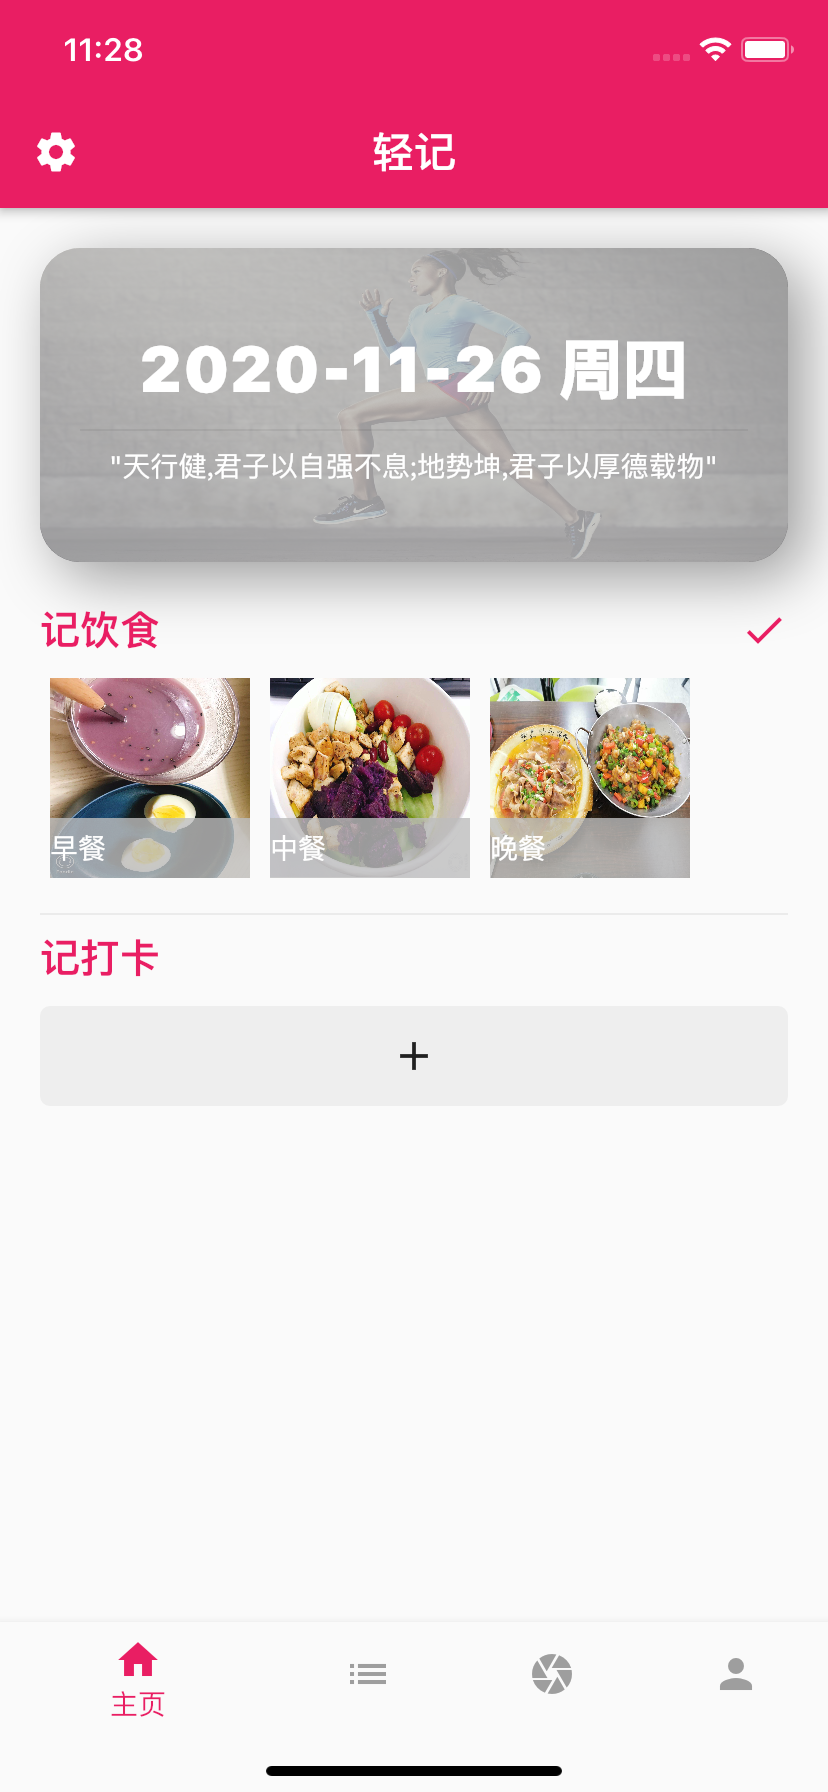 11:28
轻记
2020-11-26 周四
"天行健,君子以自强不息;地势坤,君子以厚德载物"
记饮食
早餐
中餐
晚餐
记打卡
主页